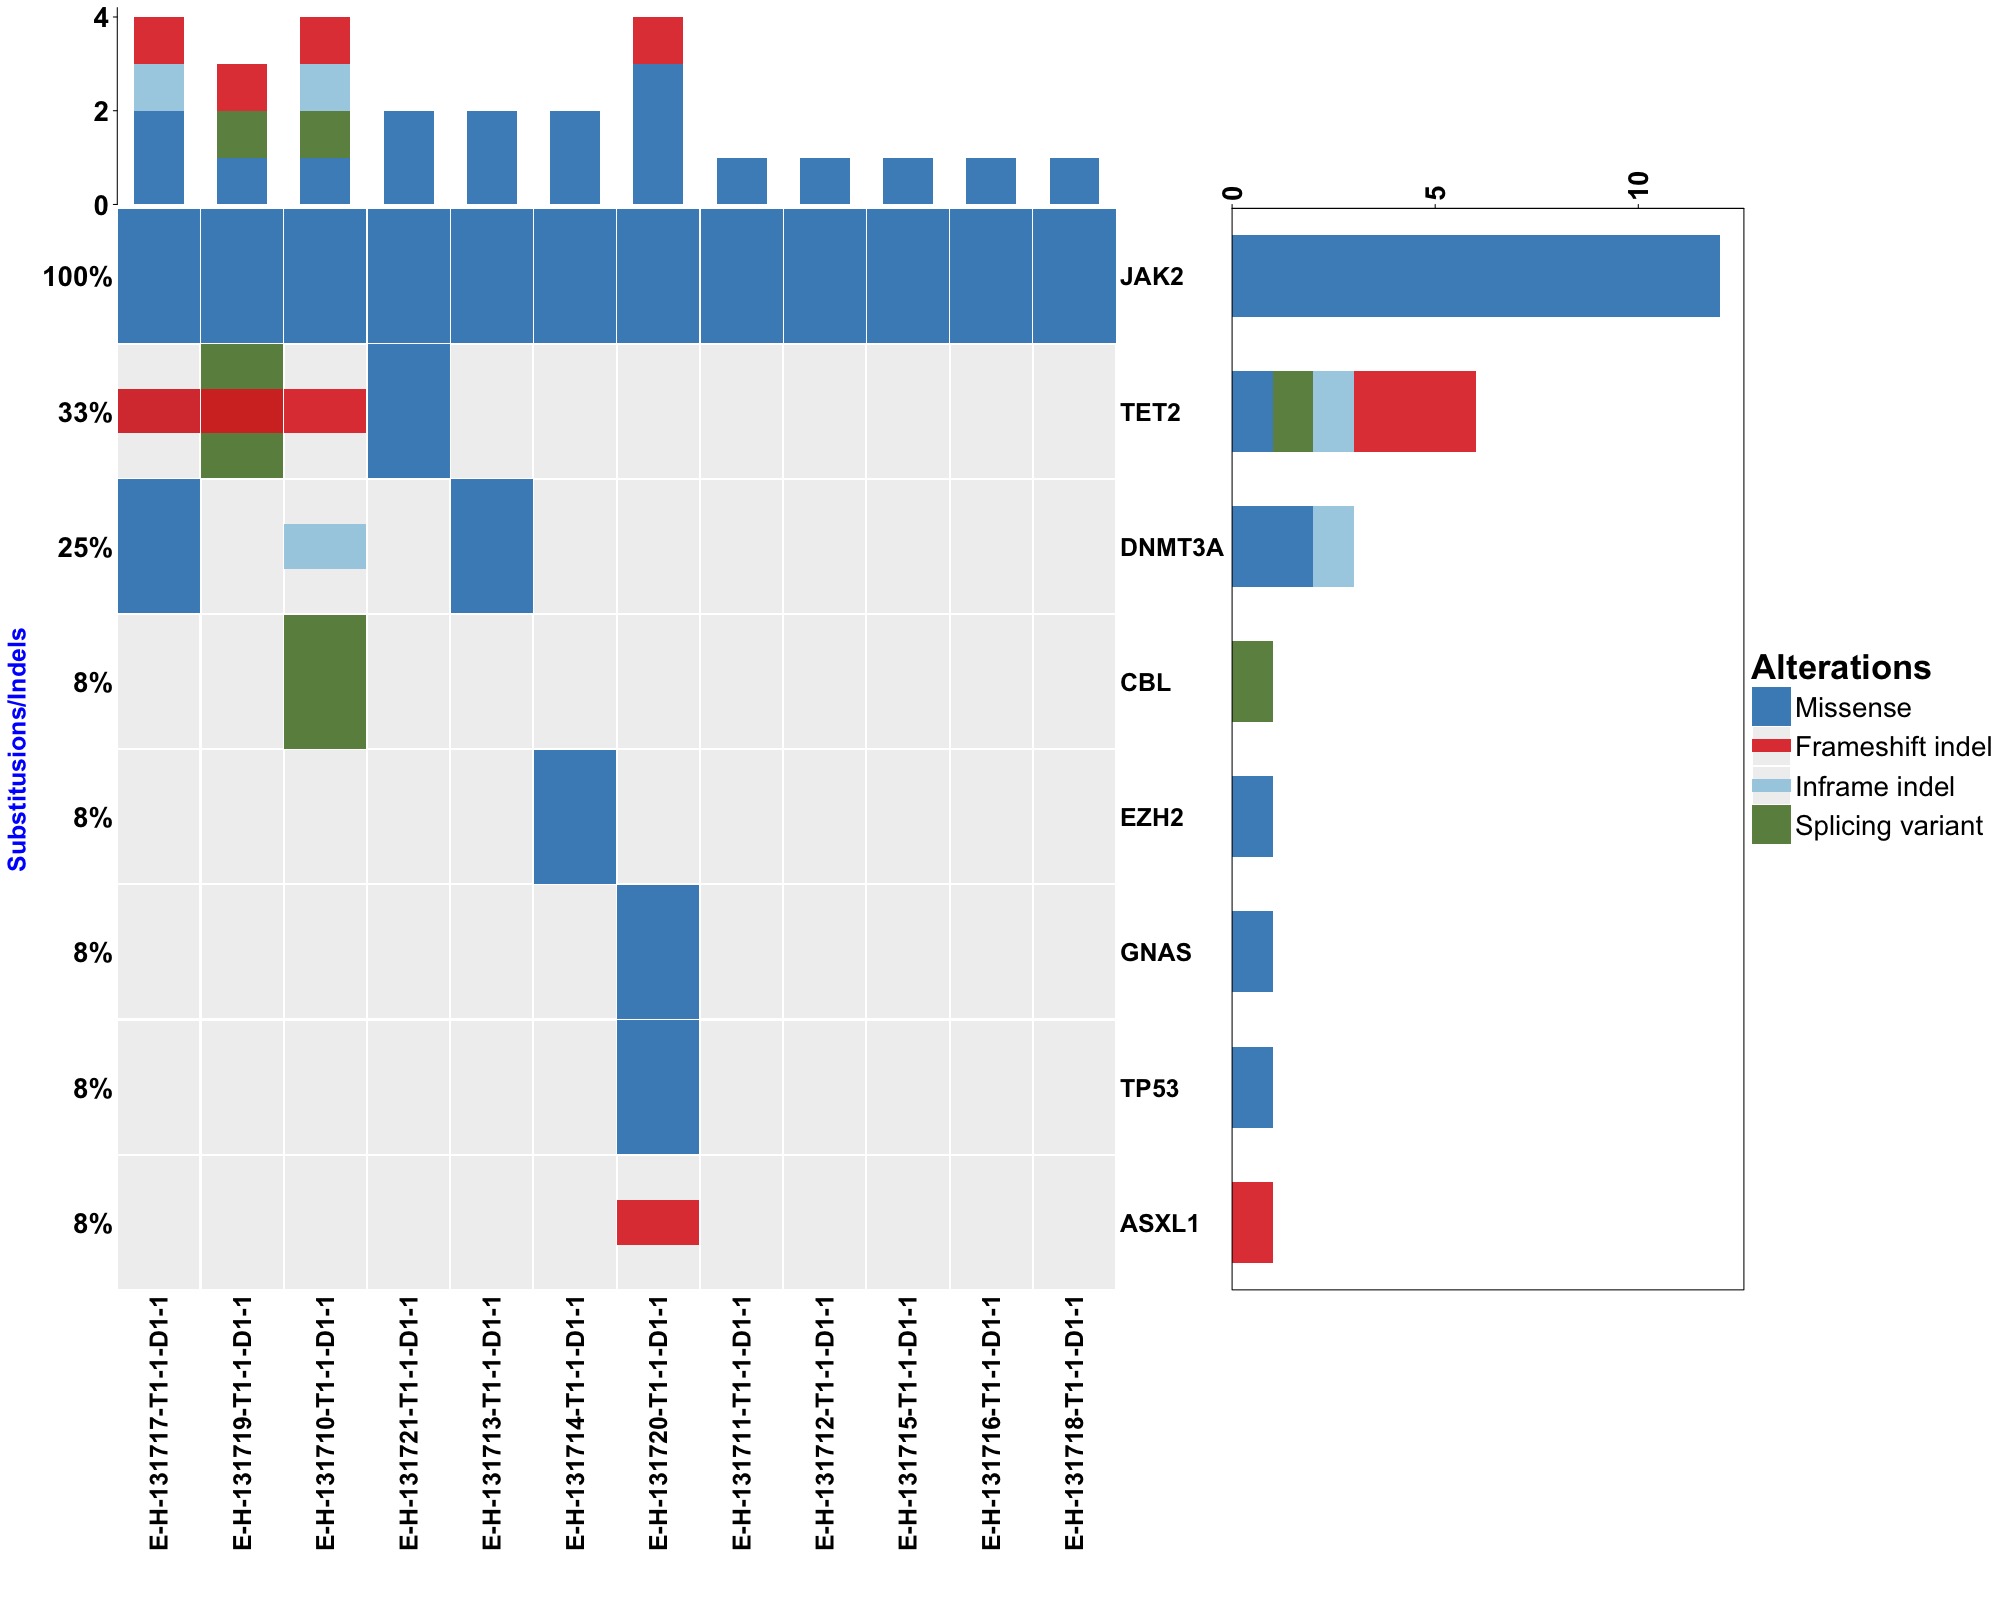 4
2
0
0
5
10
100%
JAK2
33%
TET2
25%
DNMT3A
8%
CBL
8%
EZH2
8%
GNAS
8%
TP53
8%
ASXL1
Substitusions/Indels
Alterations
Missense
Frameshift indel
Inframe indel
Splicing variant
E-H-131717-T1-1-D1-1
E-H-131719-T1-1-D1-1
E-H-131710-T1-1-D1-1
E-H-131721-T1-1-D1-1
E-H-131713-T1-1-D1-1
E-H-131714-T1-1-D1-1
E-H-131720-T1-1-D1-1
E-H-131711-T1-1-D1-1
E-H-131712-T1-1-D1-1
E-H-131715-T1-1-D1-1
E-H-131716-T1-1-D1-1
E-H-131718-T1-1-D1-1